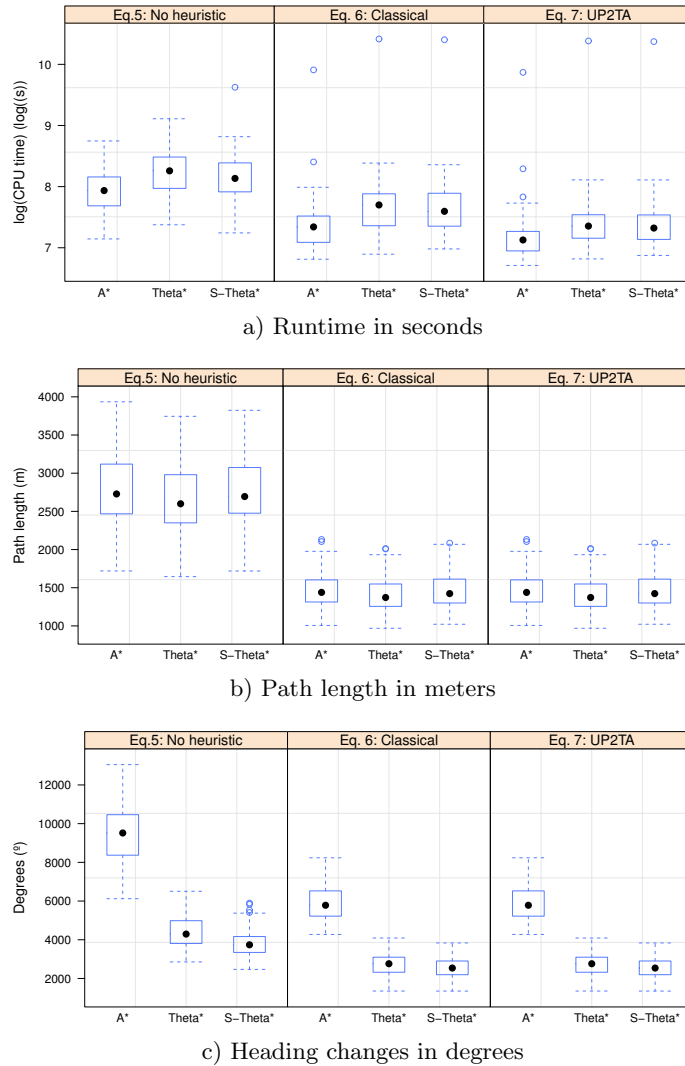 Eq.5: No heuristic Eq. 6: Classical Eq. 7: UP2TA
log(CPU time) (log((s)
10
9
8
7
A* Theta* S−Theta* A* Theta* S−Theta* A* Theta* S−Theta*
a) Runtime in seconds
Eq.5: No heuristic Eq. 6: Classical Eq. 7: UP2TA
Path length (m)
4000
3500
3000
2500
2000
1500
1000
A* Theta* S−Theta* A* Theta* S−Theta* A* Theta* S−Theta*
b) Path length in meters
Eq.5: No heuristic Eq. 6: Classical Eq. 7: UP2TA
Degrees (º)
12000
10000
8000
6000
4000
2000
A* Theta* S−Theta* A* Theta* S−Theta* A* Theta* S−Theta*
c) Heading changes in degrees